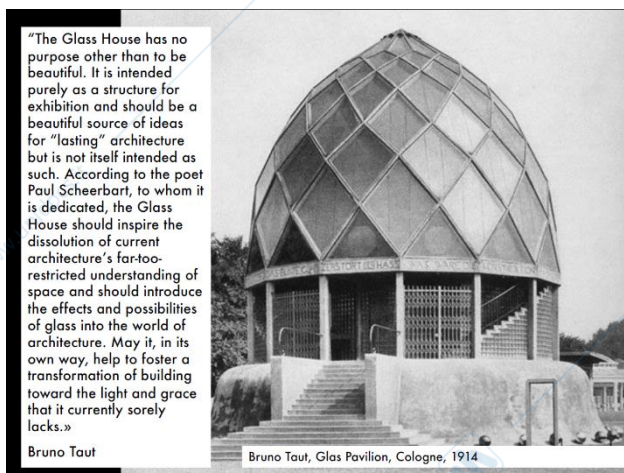 “The Glass House has no
purpose other than to be
beautiful. It is intended
purely as a structure for
exhibition and should be a
beautiful source of ideas
for “lasting” architecture
but is not itself intended as
such. According to the poet
Paul Scheerbart, to whom it
is dedicated, the Glass
House should inspire the
dissolution of current
architecture’s far-too-
restricted understanding of
space and should introduce
the effects and possibilities
of glass into the world of
architecture. May it, in its
own way, help to foster a
transformation of building
toward the light and grace
that it currently sorely
lacks.»
Bruno Taut
Bruno Taut, Glas Pavilion, Cologne, 1914